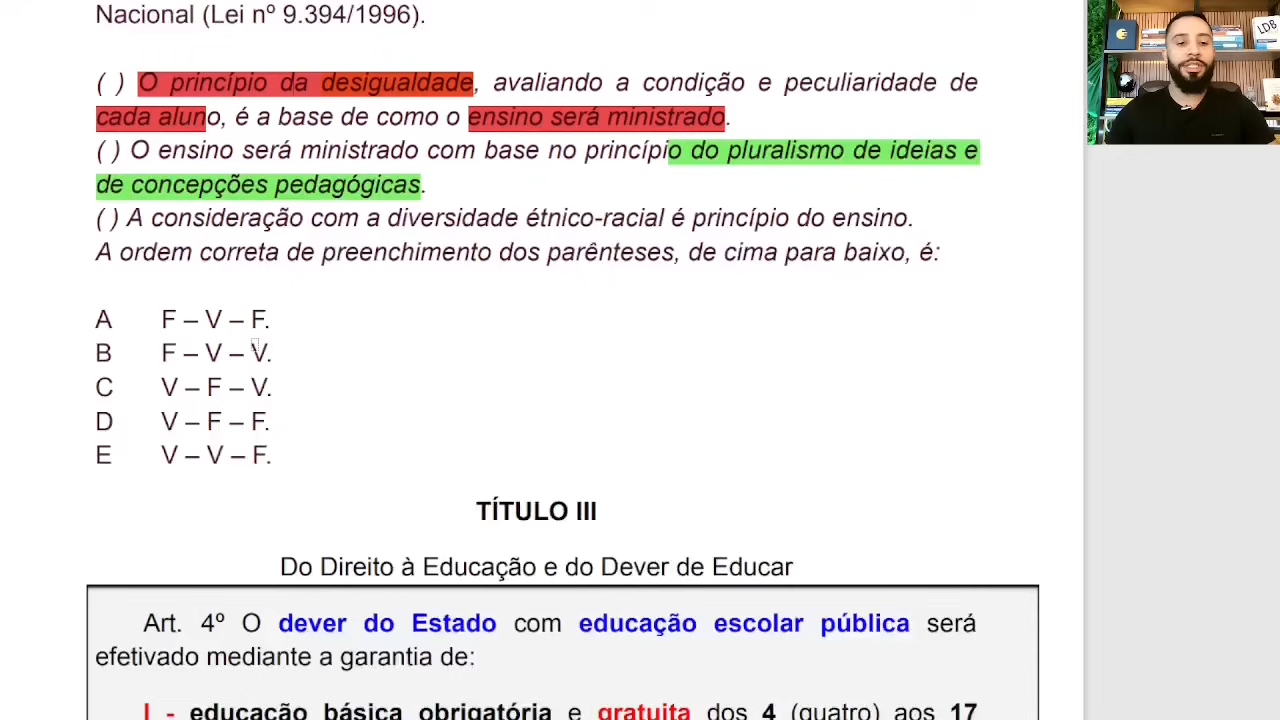 Nacional (Lei nº 9.394/1996).
( ) O princípio da desigualdade, avaliando a condição e peculiaridade de
cada aluno, é a base de como o ensino será ministrado.
( ) O ensino será ministrado com base no princípio do pluralismo de ideias e
de concepções pedagógicas.
( ) A consideração com a diversidade étnico-racial é princípio do ensino.
A ordem correta de preenchimento dos parênteses, de cima para baixo, é:
A F – V – F.
B F – V – V.
C V – F – V.
D V – F – F.
E V – V – F.
TÍTULO III
Do Direito à Educação e do Dever de Educar
Art. 4º O dever do Estado com educação escolar pública será
efetivado mediante a garantia de:
I - educação básica obrigatória e gratuita dos 4 (quatro) aos 17
LDB